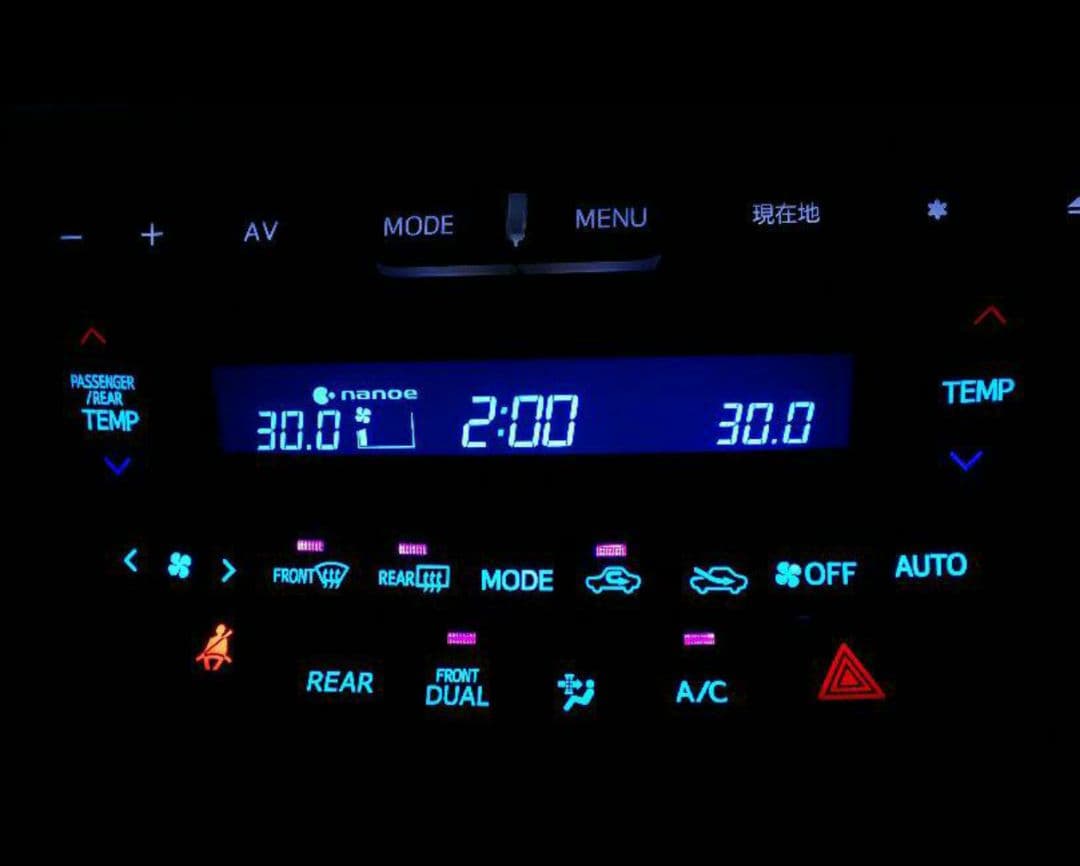 − + AV MODE MENU 現在地 *
PASSENGER
/REAR
TEMP
nanoe
30.0 2:00 30.0
TEMP
< > FRONT REAR MODE OFF AUTO
REAR FRONT
DUAL A/C